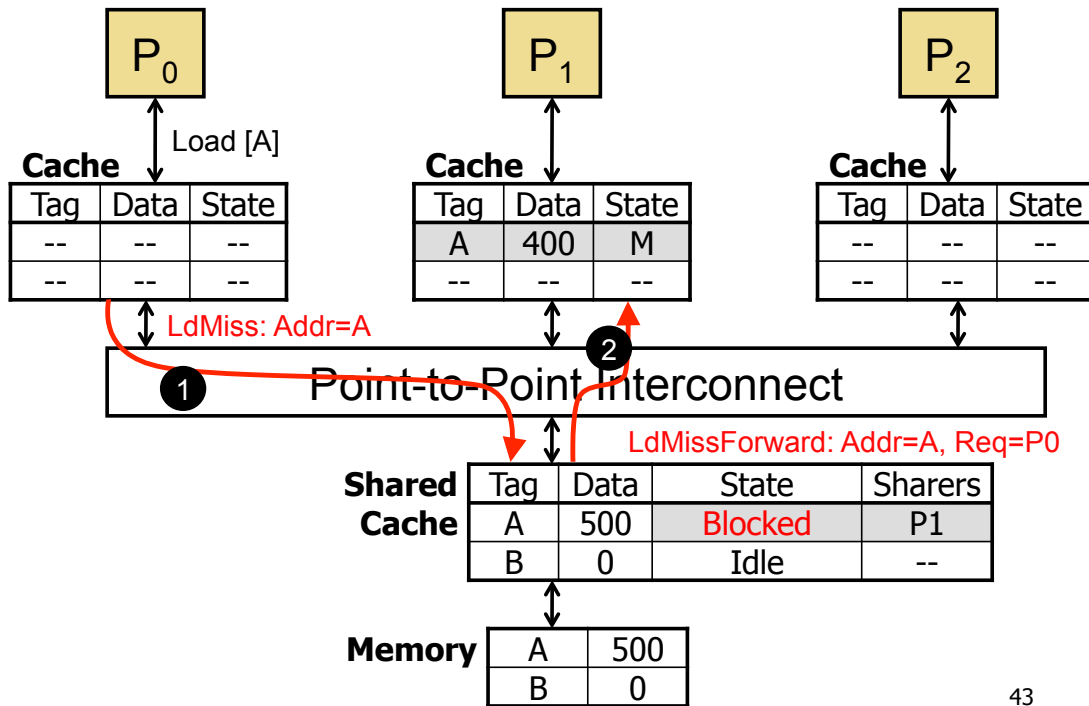 P0 P1 P2
Load [A]
Cache Cache Cache
Tag Data State Tag Data State Tag Data State
-- -- -- A 400 M -- -- --
-- -- -- -- -- -- -- -- --
LdMiss: Addr=A
1 Point-to-Point Interconnect 2
LdMissForward: Addr=A, Req=P0
Shared Tag Data State Sharers
Cache A 500 Blocked P1
B 0 Idle --
Memory A 500
B 0
43